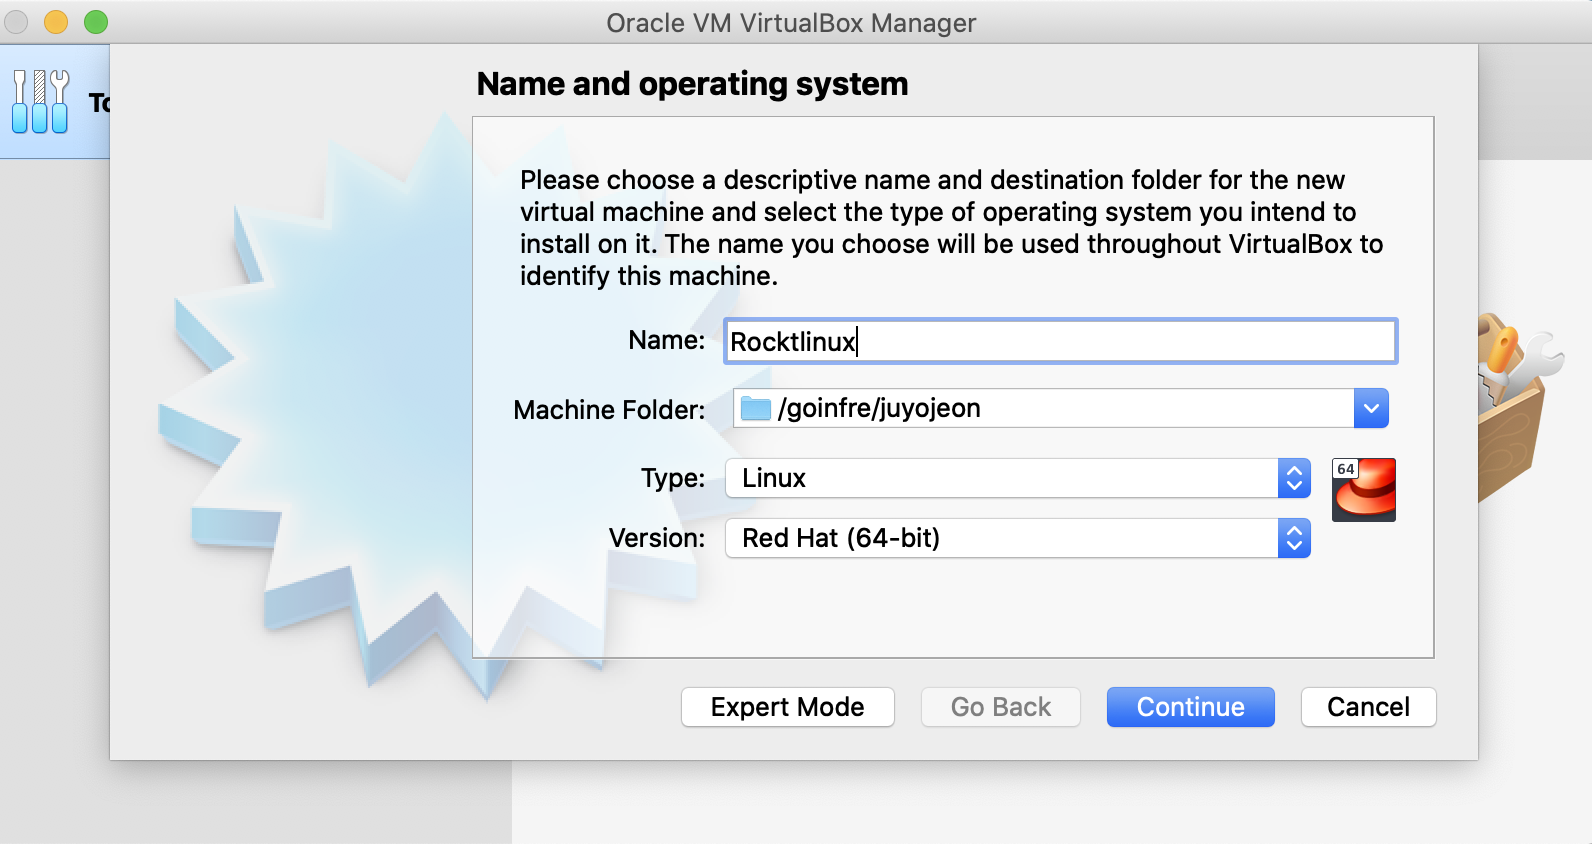 Oracle VM VirtualBox Manager
Name and operating system
Please choose a descriptive name and destination folder for the new
virtual machine and select the type of operating system you intend to
install on it. The name you choose will be used throughout VirtualBox to
identify this machine.
Name: Rocktlinux
Machine Folder: /goinfre/juyojeon
Type: Linux
64
Version: Red Hat (64-bit)
Expert Mode Go Back Continue Cancel